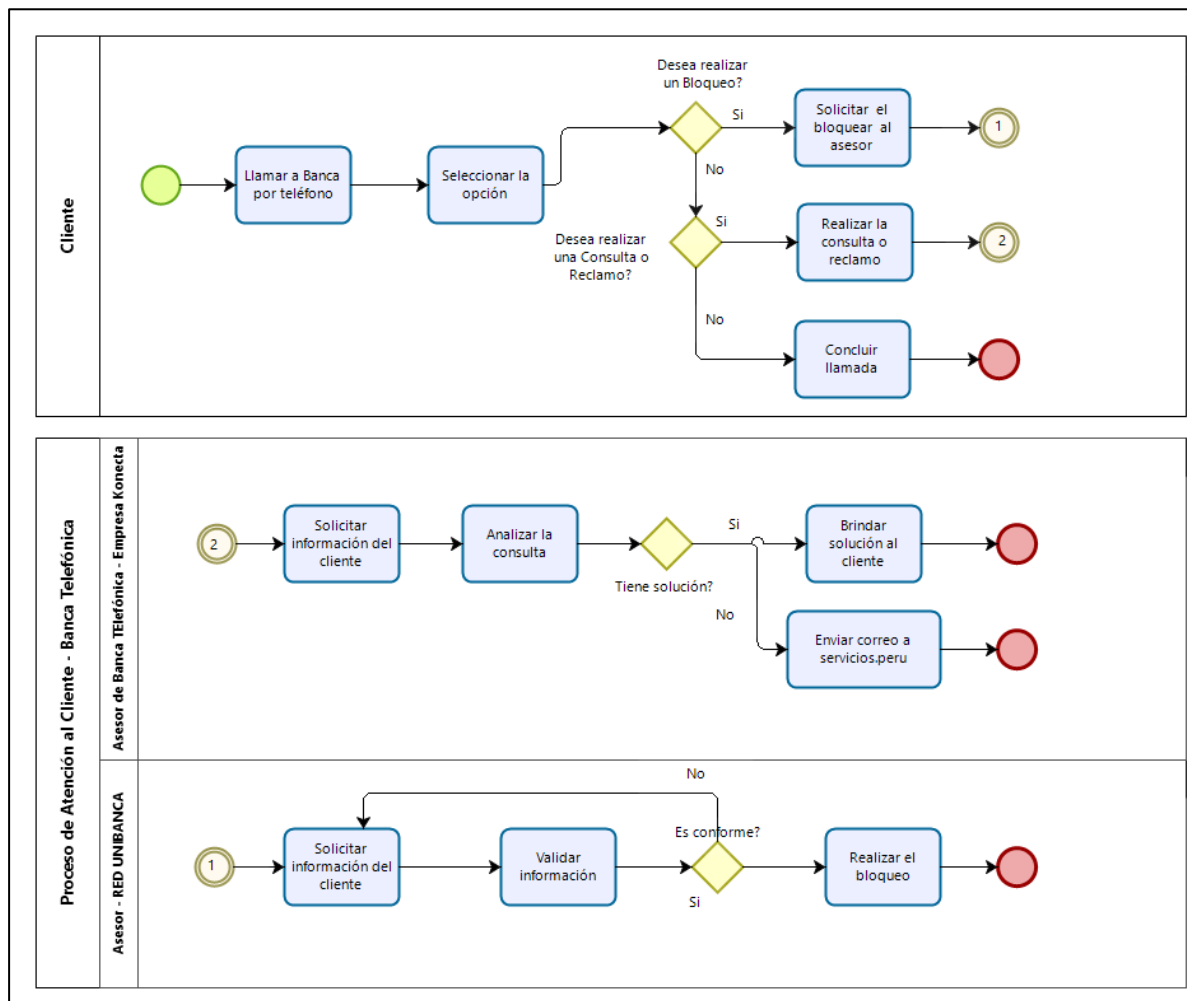 Cliente
Desea realizar
un Bloqueo?
Si
Solicitar el
bloquear al
asesor
1
Llamar a Banca
por teléfono
Seleccionar la
opción
No
Desea realizar
una Consulta o
Reclamo?
Si
Realizar la
consulta o
reclamo
2
No
Concluir
llamada
Proceso de Atención al Cliente - Banca Telefónica
Asesor de Banca TElefónica - Empresa Konecta
2
Solicitar
información del
cliente
Analizar la
consulta
Tiene solución?
Si
Brindar
solución al
cliente
No
Enviar correo a
servicios.peru
Asesor - RED UNIBANCA
1
Solicitar
información del
cliente
Validar
información
No
Es conforme?
Si
Realizar el
bloqueo